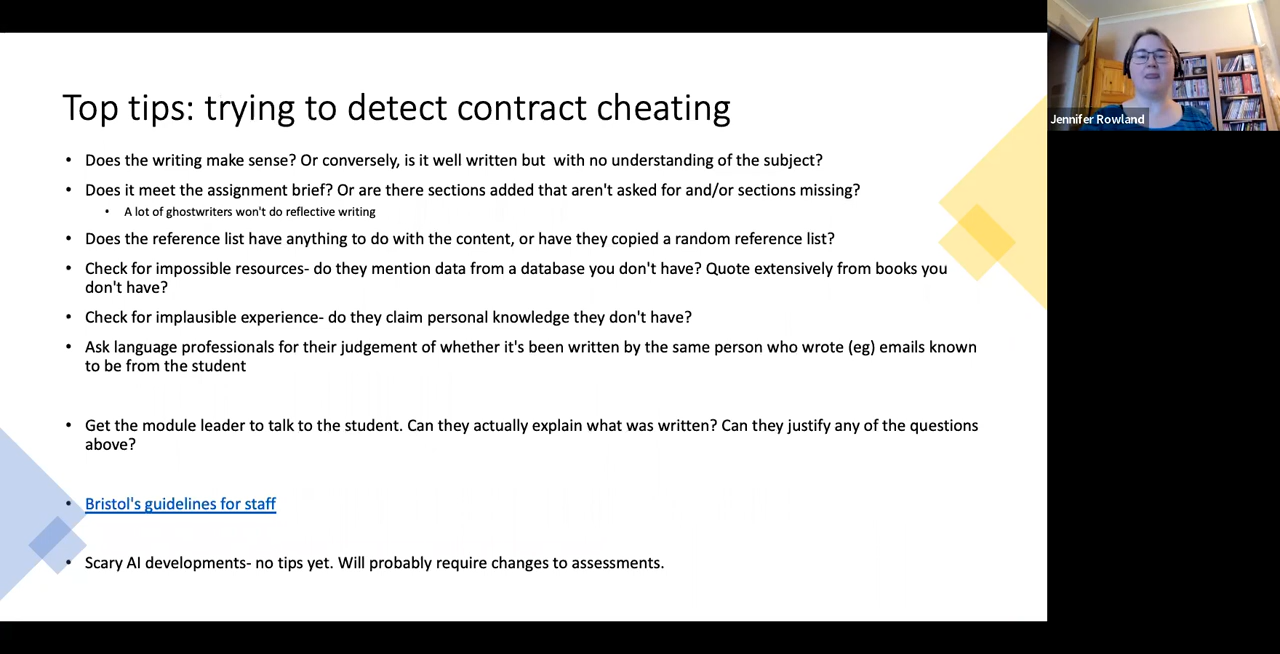 Top tips: trying to detect contract cheating
• Does the writing make sense? Or conversely, is it well written but with no understanding of the subject?
• Does it meet the assignment brief? Or are there sections added that aren't asked for and/or sections missing?
• A lot of ghostwriters won't do reflective writing
• Does the reference list have anything to do with the content, or have they copied a random reference list?
• Check for impossible resources- do they mention data from a database you don't have? Quote extensively from books you
don't have?
• Check for implausible experience- do they claim personal knowledge they don't have?
• Ask language professionals for their judgement of whether it's been written by the same person who wrote (eg) emails known
to be from the student
• Get the module leader to talk to the student. Can they actually explain what was written? Can they justify any of the questions
above?
• Bristol's guidelines for staff
• Scary AI developments- no tips yet. Will probably require changes to assessments.
Jennifer Rowland